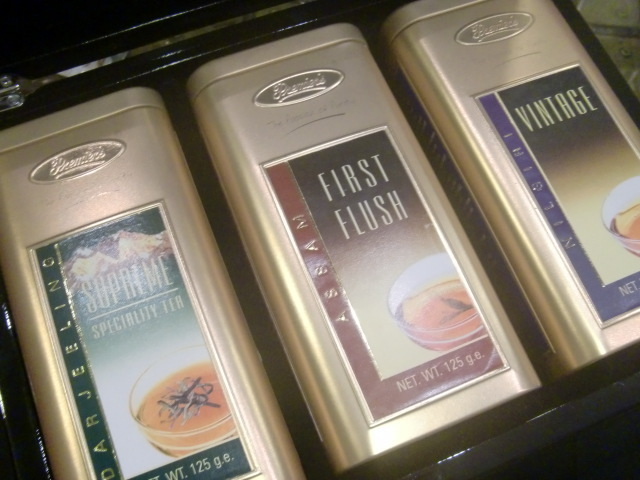 Premier's
DARJEELING
SUPREME
SPECIALITY TEA
WT. 125 g.e.
Premier's
ASSAM
FIRST
FLUSH
NET. WT. 125 g.e.
Premier's
NILGIRI
VINTAGE
NET.